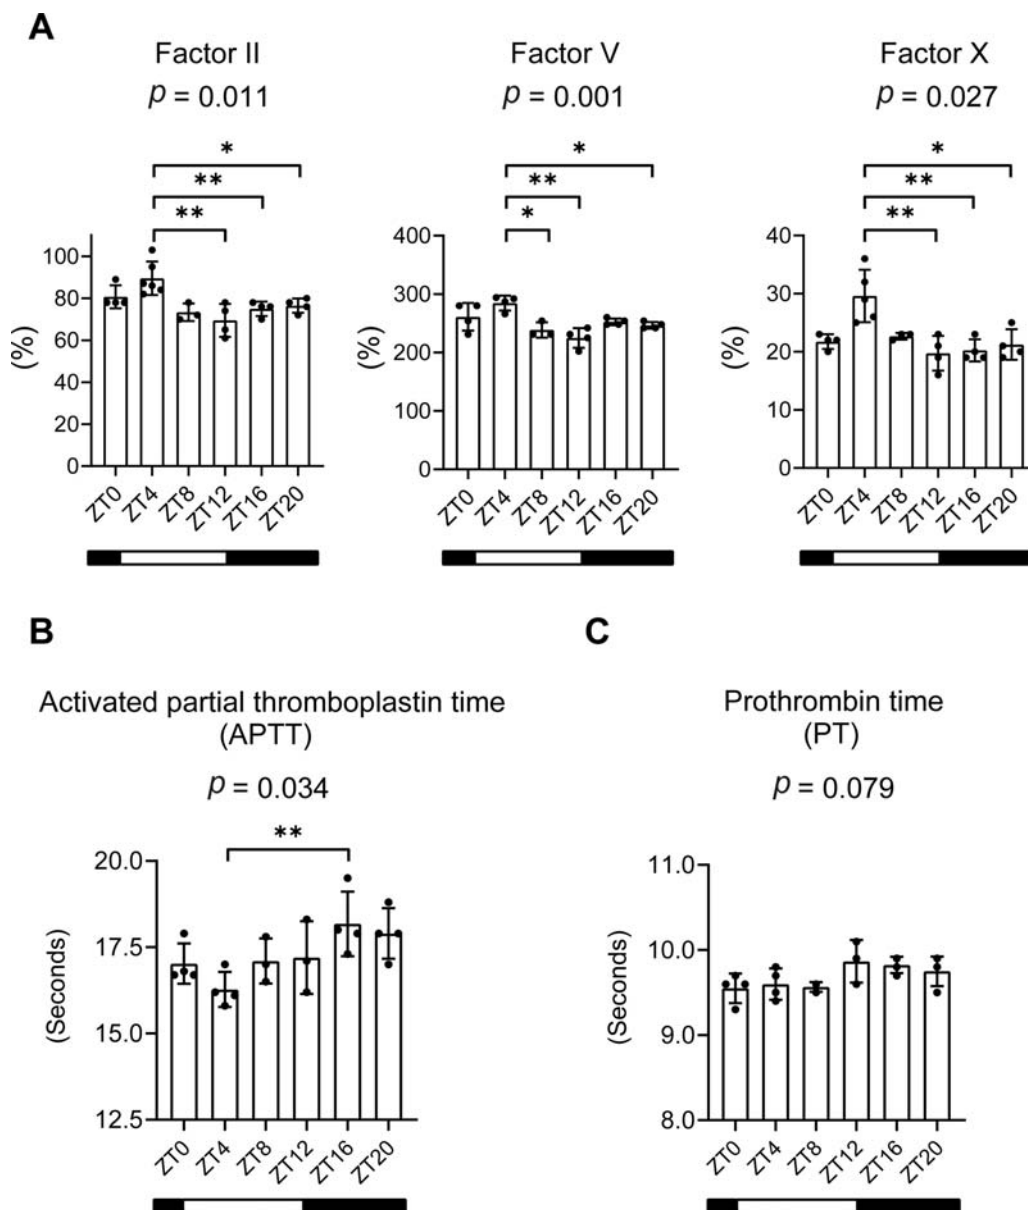 A
Factor II
p = 0.011
*
**
**
(%)
100
80
60
40
20
0
ZT0
ZT4
ZT8
ZT12
ZT16
ZT20
Factor V
p = 0.001
*
**
*
(%)
400
300
200
100
0
ZT0
ZT4
ZT8
ZT12
ZT16
ZT20
Factor X
p = 0.027
*
**
**
(%)
40
30
20
10
0
ZT0
ZT4
ZT8
ZT12
ZT16
ZT20
B
Activated partial thromboplastin time
(APTT)
p = 0.034
**
(Seconds)
20.0
17.5
15.0
12.5
ZT0
ZT4
ZT8
ZT12
ZT16
ZT20
C
Prothrombin time
(PT)
p = 0.079
(Seconds)
11.0
10.0
9.0
8.0
ZT0
ZT4
ZT8
ZT12
ZT16
ZT20